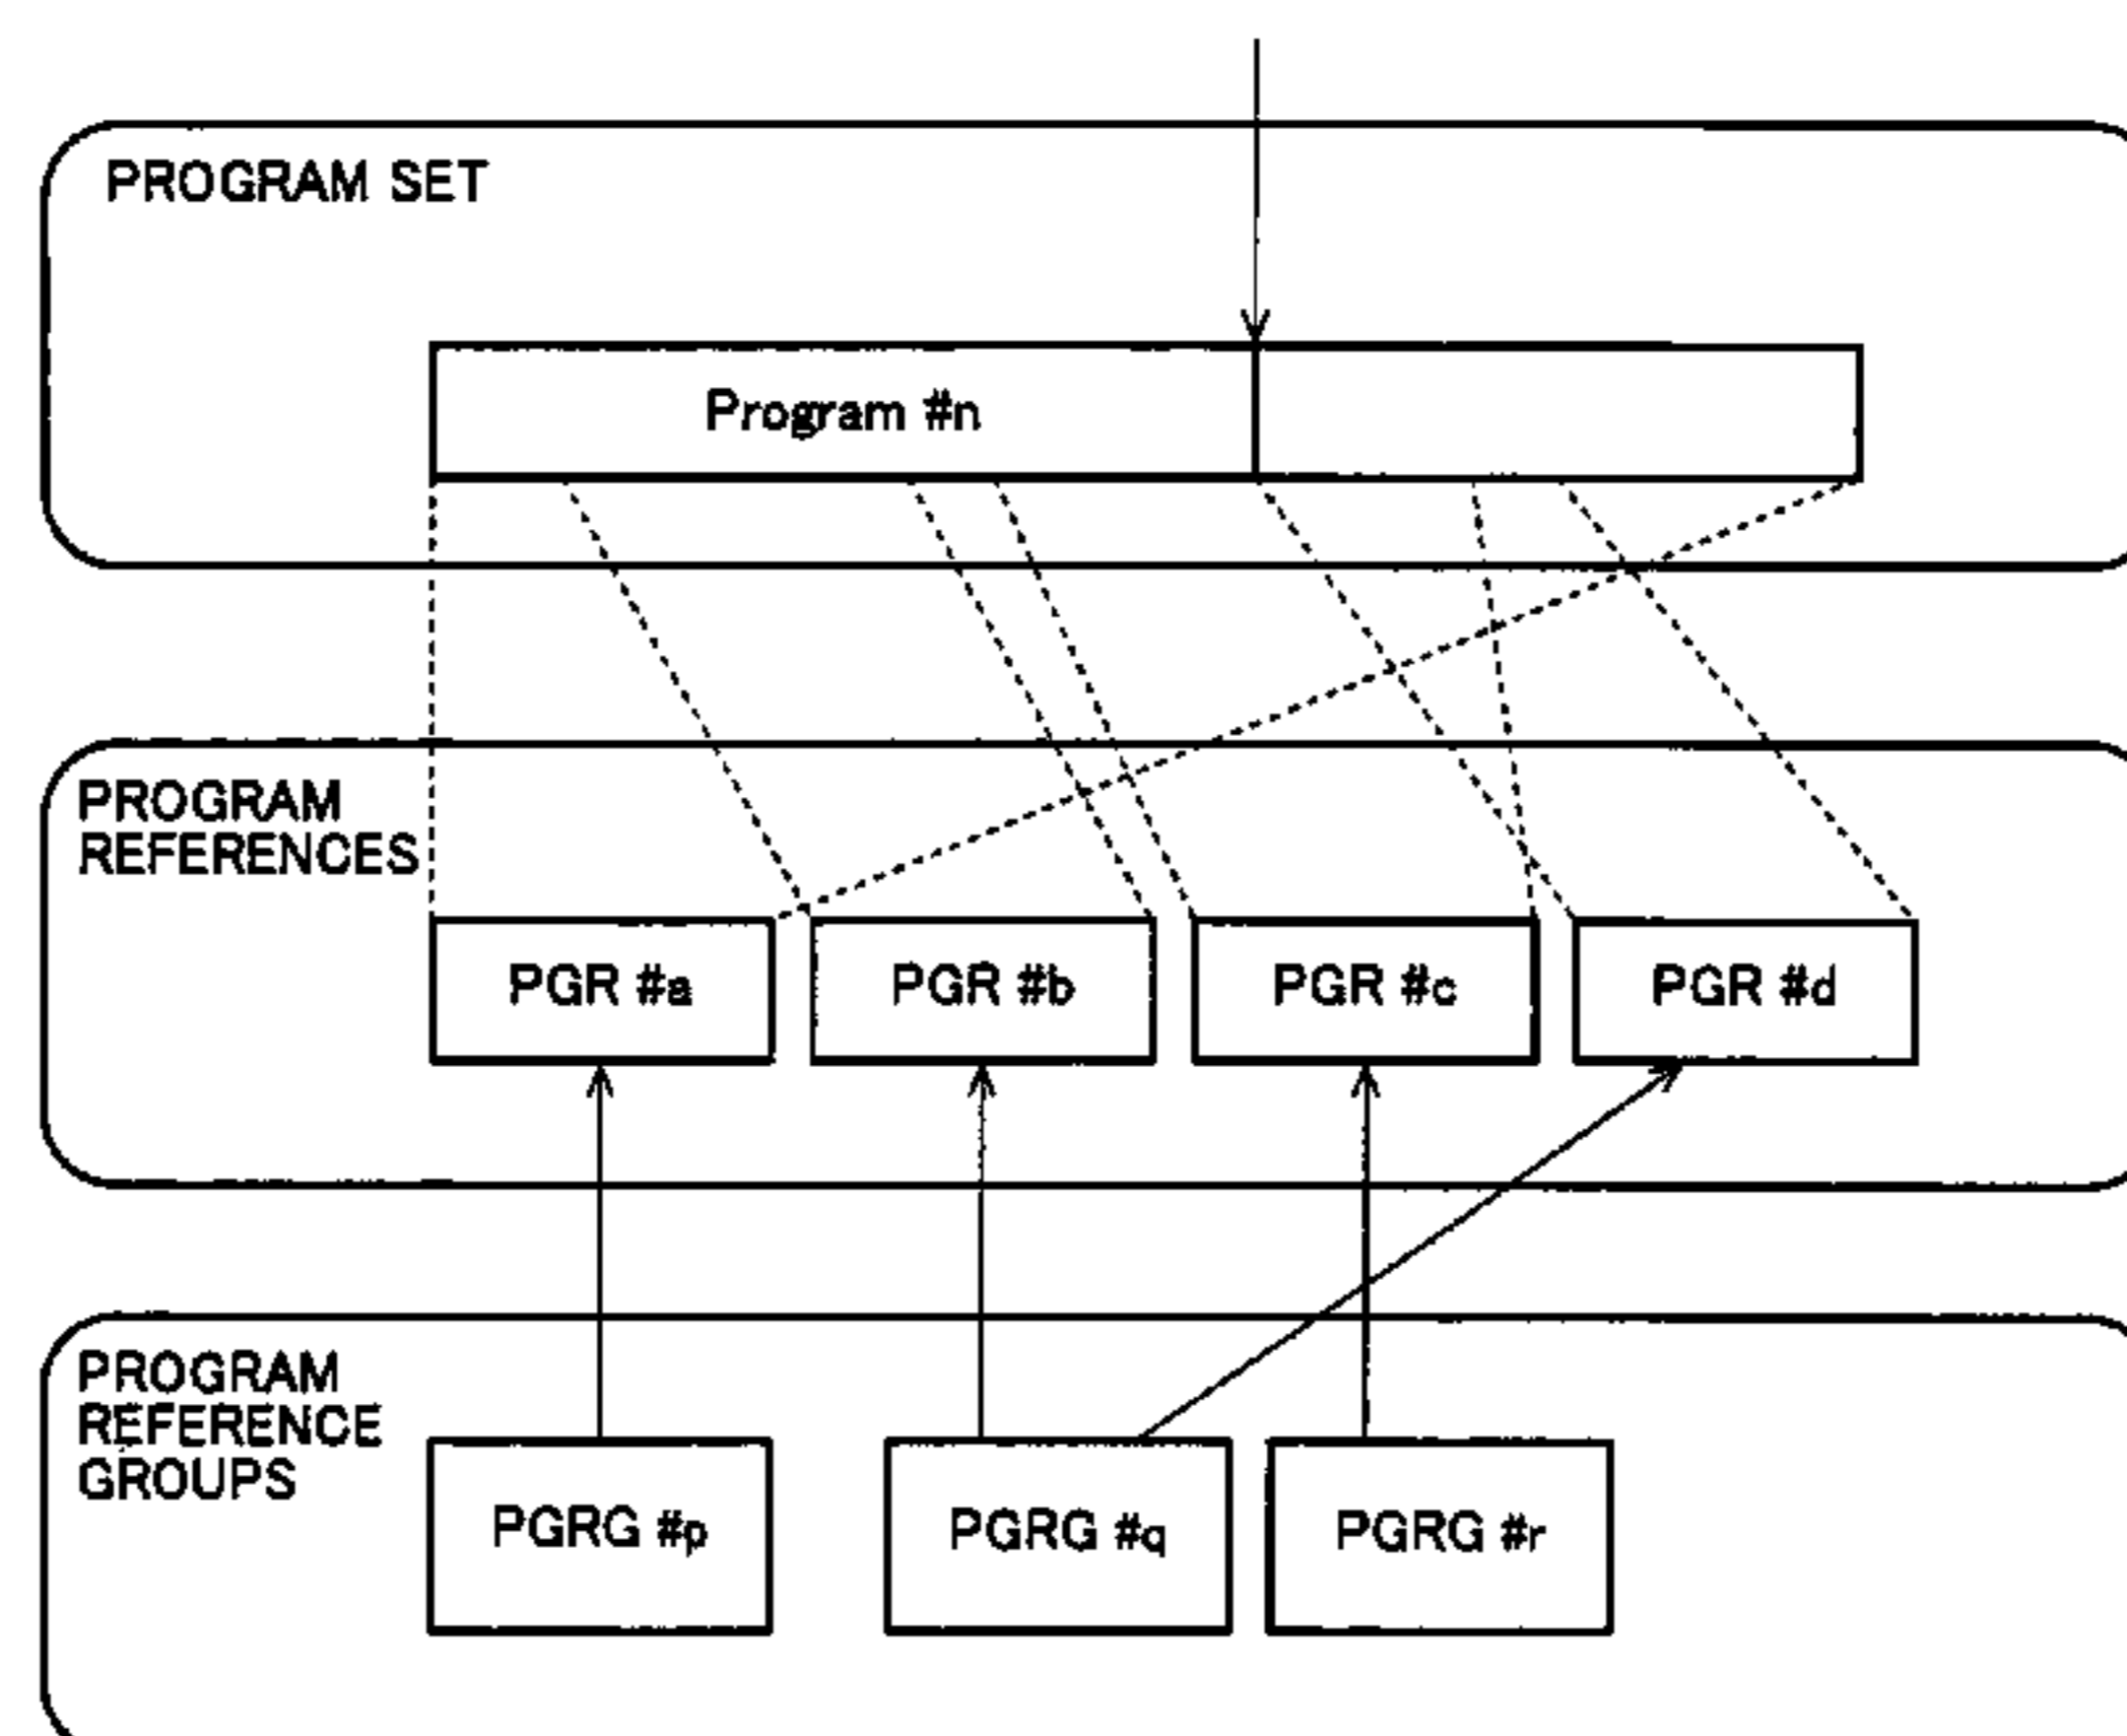 PROGRAM SET
Program #n
PROGRAM
REFERENCES
PGR #a
PGR #b
PGR #c
PGR #d
PROGRAM
REFERENCE
GROUPS
PGRG #p
PGRG #q
PGRG #r